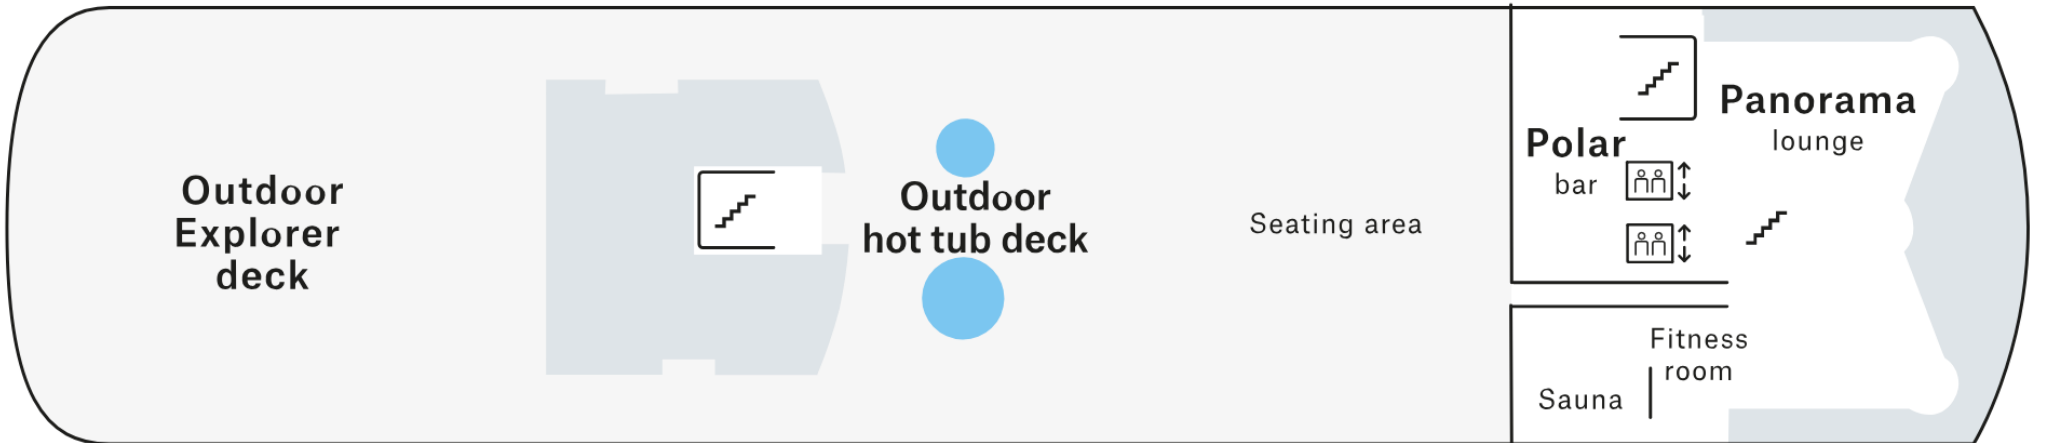 Outdoor
Explorer
deck
Outdoor
hot tub deck
Seating area
Polar
bar
Panorama
lounge
Fitness
room
Sauna